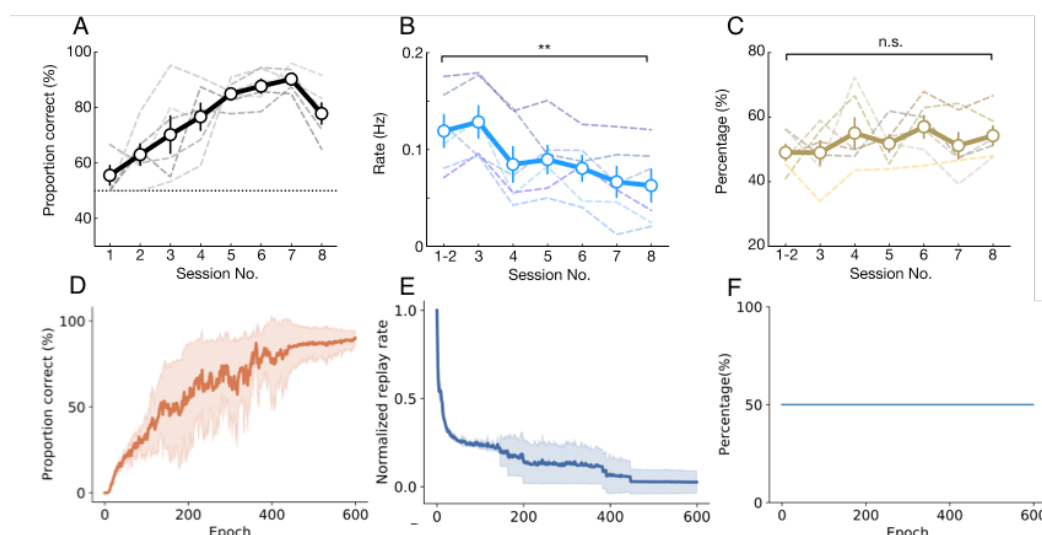 A
Proportion correct (%)
100
80
60
40
1 2 3 4 5 6 7 8
Session No.
B
**
Rate (Hz)
0.2
0.1
0
1-2 3 4 5 6 7 8
Session No.
C
n.s.
Percentage (%)
80
60
40
20
1-2 3 4 5 6 7 8
Session No.
D
Proportion correct (%)
100
50
0
0 200 400 600
Epoch
E
Normalized replay rate
1.0
0.5
0.0
0 200 400 600
Epoch
F
Percentage(%)
100
50
0
0 200 400 600
Epoch